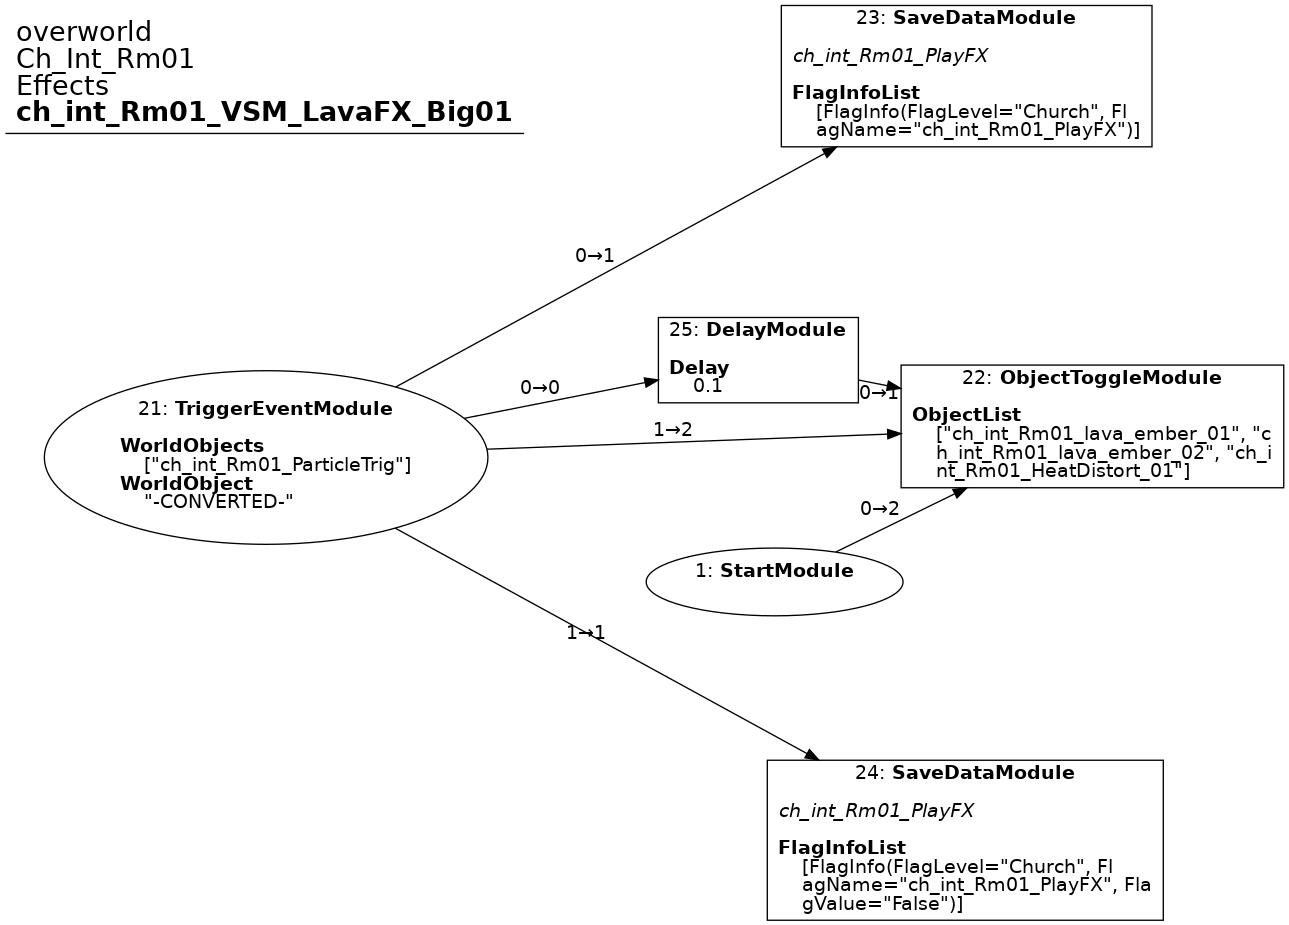 overworld
Ch_Int_Rm01
Effects
ch_int_Rm01_VSM_LavaFX_Big01
23: SaveDataModule
ch_int_Rm01_PlayFX
FlagInfoList
[FlagInfo(FlagLevel="Church", Fl
agName="ch_int_Rm01_PlayFX")]
0→1
25: DelayModule
Delay
0.1
0→0
0→1
22: ObjectToggleModule
ObjectList
["ch_int_Rm01_lava_ember_01", "c
h_int_Rm01_lava_ember_02", "ch_i
nt_Rm01_HeatDistort_01"]
21: TriggerEventModule
WorldObjects
["ch_int_Rm01_ParticleTrig"]
WorldObject
"-CONVERTED-"
1→2
0→2
1: StartModule
1→1
24: SaveDataModule
ch_int_Rm01_PlayFX
FlagInfoList
[FlagInfo(FlagLevel="Church", Fl
agName="ch_int_Rm01_PlayFX", Fla
gValue="False")]